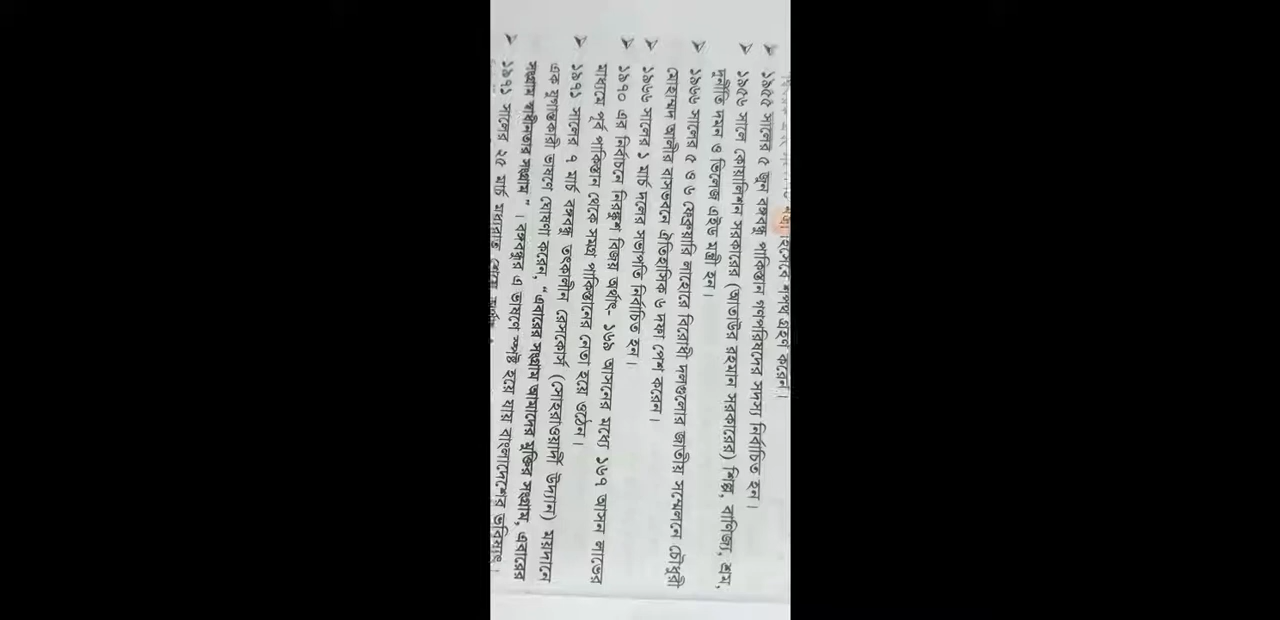 হিসেবে শপথ গ্রহণ করেন।
➢ ১৯৫৫ সালের ৫ জুন বঙ্গবন্ধু পাকিস্তান গণপরিষদের সদস্য নির্বাচিত হন।
➢ ১৯৫৬ সালে কোয়ালিশন সরকারের (আতাউর রহমান সরকারের) শিল্প, বাণিজ্য, শ্রম,
দুর্নীতি দমন ও ভিলেজ এইড মন্ত্রী হন।
➢ ১৯৬৬ সালের ৫ ও ৬ ফেব্রুয়ারি লাহোরে বিরোধী দলগুলোর জাতীয় সম্মেলনে চৌধুরী
মোহাম্মদ আলীর বাসভবনে ঐতিহাসিক ৬ দফা পেশ করেন।
➢ ১৯৬৬ সালের ১ মার্চ দলের সভাপতি নির্বাচিত হন।
➢ ১৯৭০ এর নির্বাচনে নিরঙ্কুশ বিজয় অর্থাৎ- ১৬৯ আসনের মধ্যে ১৬৭ আসন লাভের
মাধ্যমে পূর্ব পাকিস্তান থেকে সমগ্র পাকিস্তানের নেতা হয়ে ওঠেন।
➢ ১৯৭১ সালের ৭ মার্চ বঙ্গবন্ধু তৎকালীন রেসকোর্স (সোহরাওয়ার্দী উদ্যান) ময়দানে
এক যুগান্তকারী ভাষণে ঘোষণা করেন, “এবারের সংগ্রাম আমাদের মুক্তির সংগ্রাম, এবারের
সংগ্রাম স্বাধীনতার সংগ্রাম”। বঙ্গবন্ধুর এ ভাষণে স্পষ্ট হয়ে যায় বাংলাদেশের ভবিষ্যৎ।
➢ ১৯৭১ সালের ২৫ মার্চ মধ্যরাত